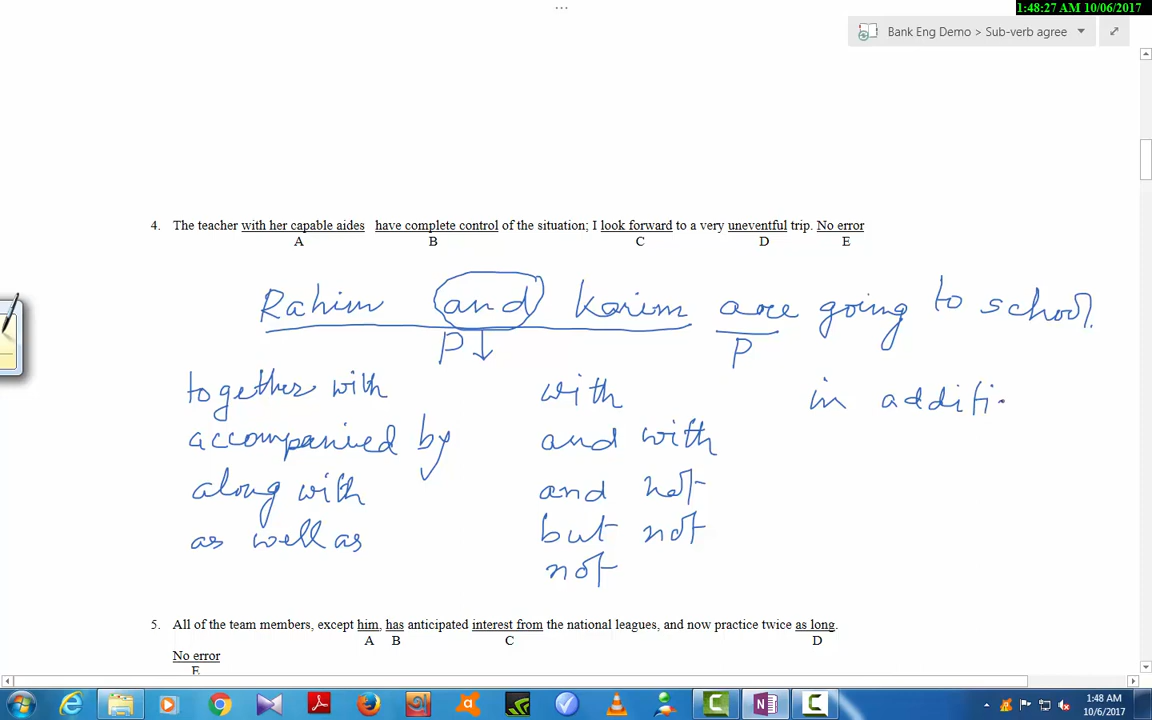 1:48:27 AM 10/06/2017
...
Bank Eng Demo > Sub-verb agree
4. The teacher with her capable aides have complete control of the situation; I look forward to a very uneventful trip. No error
A B C D E
Rahim and Karim are going to school.
P↓ P
together with with in additi
accompanied by and with
along with and not
as well as but not
not
5. All of the team members, except him, has anticipated interest from the national leagues, and now practice twice as long.
A B C D
No error
E
1:48 AM
10/6/2017